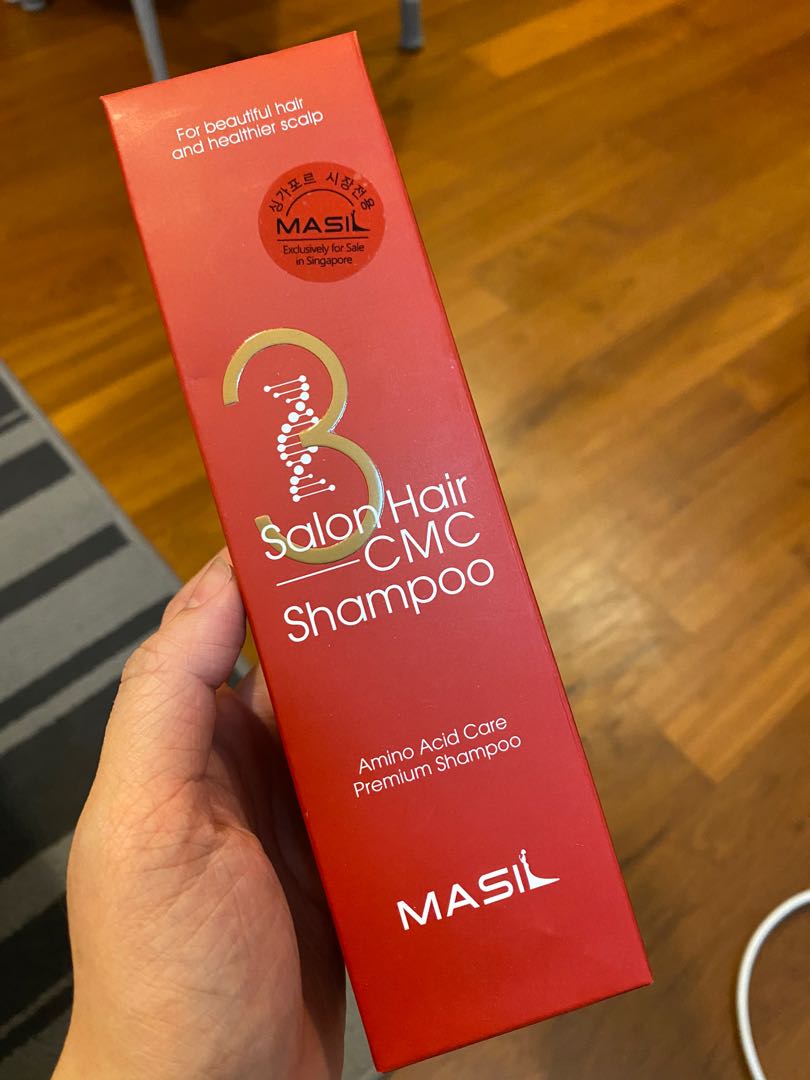 For beautiful hair
and healthier scalp
싱가포르 시장전용
MASIL
Exclusively for Sale
in Singapore
3
Salon Hair
CMC
Shampoo
Amino Acid Care
Premium Shampoo
MASIL